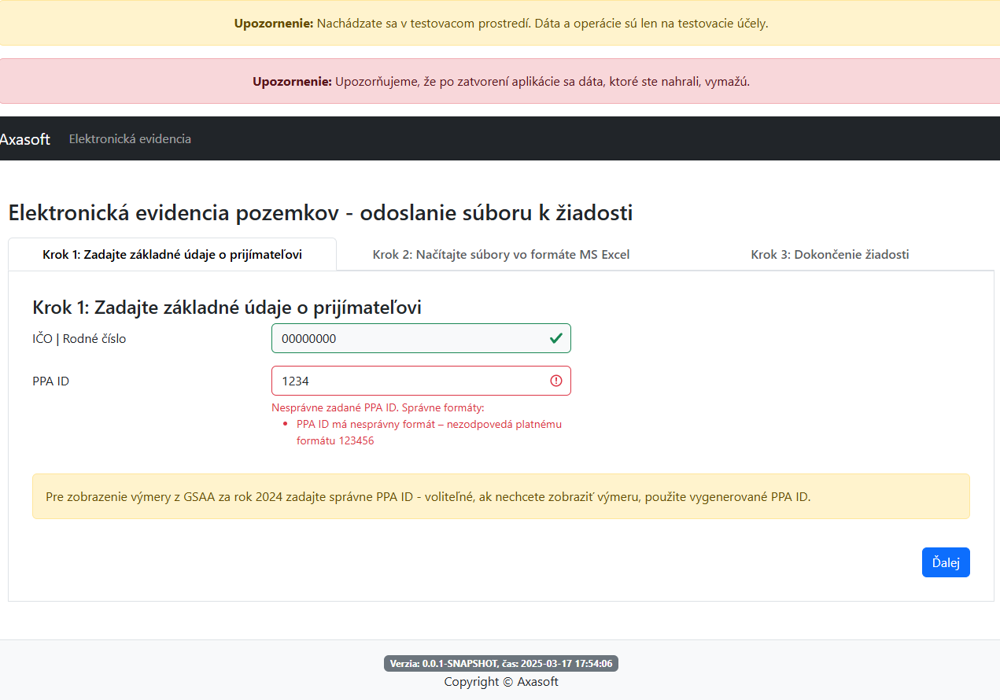 Upozornenie: Nachádzate sa v testovacom prostredí. Dáta a operácie sú len na testovacie účely.
Upozornenie: Upozorňujeme, že po zatvorení aplikácie sa dáta, ktoré ste nahrali, vymažú.
Axasoft Elektronická evidencia
Elektronická evidencia pozemkov - odoslanie súboru k žiadosti
Krok 1: Zadajte základné údaje o prijímateľovi Krok 2: Načítajte súbory vo formáte MS Excel Krok 3: Dokončenie žiadosti
Krok 1: Zadajte základné údaje o prijímateľovi
IČO | Rodné číslo 00000000
PPA ID 1234
Nesprávne zadané PPA ID. Správne formáty:
• PPA ID má nesprávny formát – nezodpovedá platnému
formátu 123456
Pre zobrazenie výmery z GSAA za rok 2024 zadajte správne PPA ID - voliteľné, ak nechcete zobraziť výmeru, použite vygenerované PPA ID.
Ďalej
Verzia: 0.0.1-SNAPSHOT, čas: 2025-03-17 17:54:06
Copyright © Axasoft